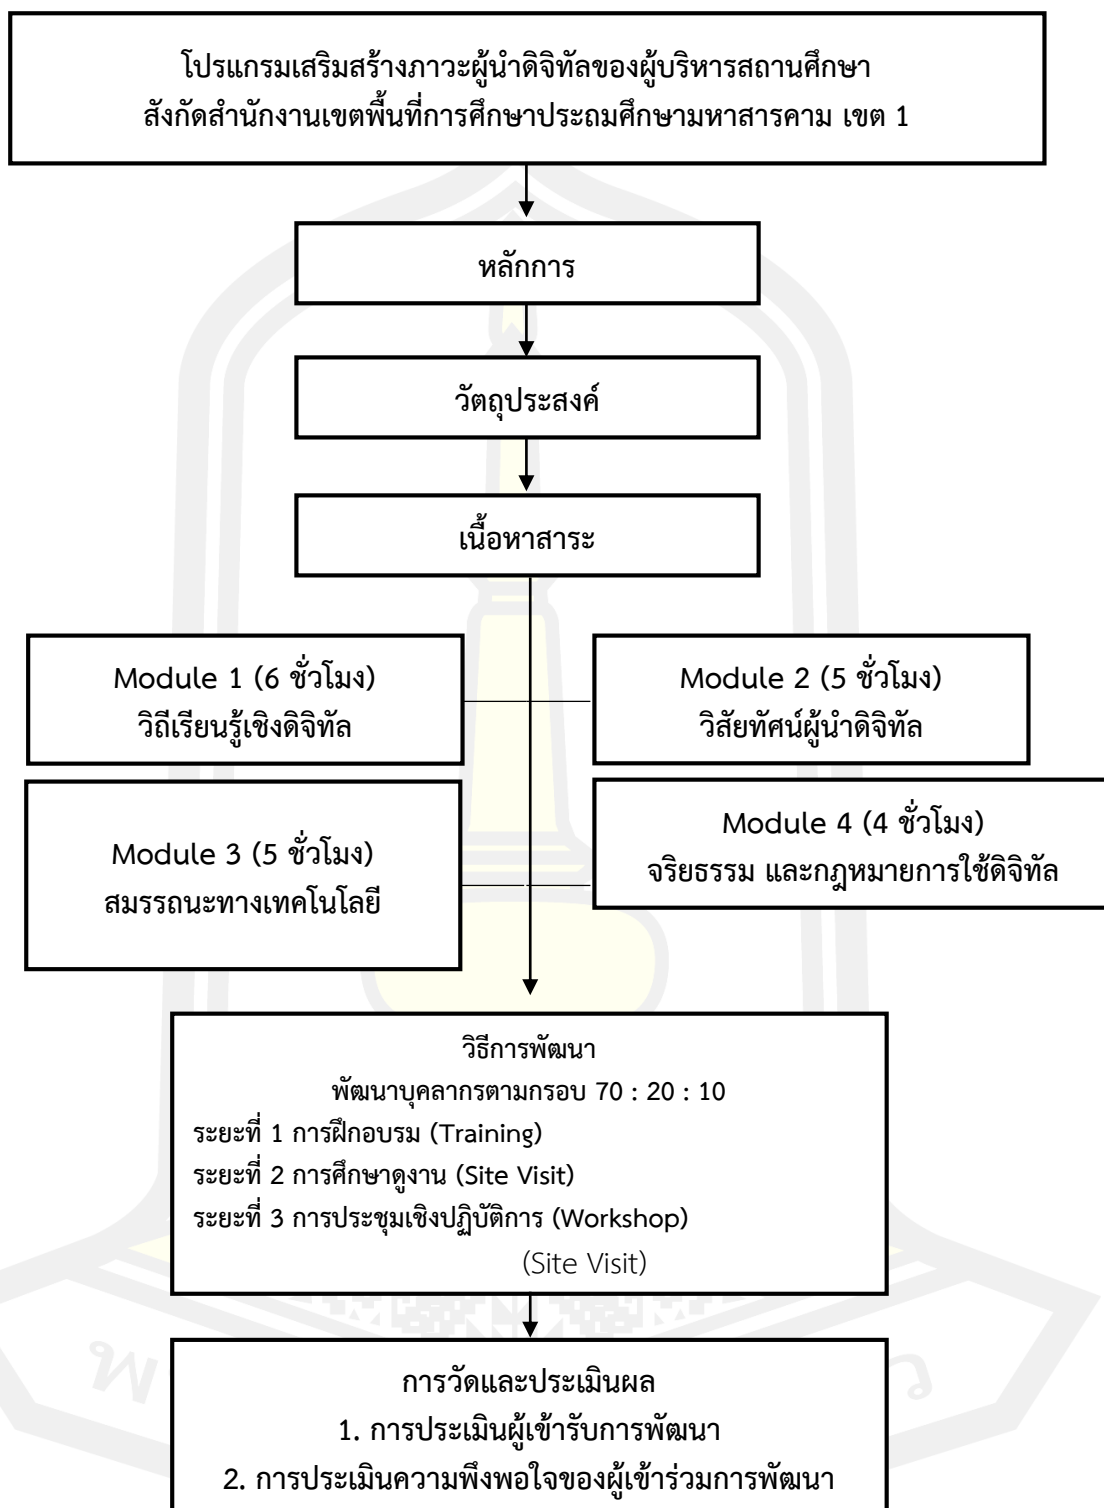 โปรแกรมเสริมสร้างภาวะผู้นำดิจิทัลของผู้บริหารสถานศึกษา
สังกัดสำนักงานเขตพื้นที่การศึกษาประถมศึกษามหาสารคาม เขต 1
หลักการ
วัตถุประสงค์
เนื้อหาสาระ
Module 1 (6 ชั่วโมง)
วิถีเรียนรู้เชิงดิจิทัล
Module 2 (5 ชั่วโมง)
วิสัยทัศน์ผู้นำดิจิทัล
Module 3 (5 ชั่วโมง)
สมรรถนะทางเทคโนโลยี
Module 4 (4 ชั่วโมง)
จริยธรรม และกฎหมายการใช้ดิจิทัล
วิธีการพัฒนา
พัฒนาบุคลากรตามกรอบ 70 : 20 : 10
ระยะที่ 1 การฝึกอบรม (Training)
ระยะที่ 2 การศึกษาดูงาน (Site Visit)
ระยะที่ 3 การประชุมเชิงปฏิบัติการ (Workshop)
(Site Visit)
การวัดและประเมินผล
1. การประเมินผู้เข้ารับการพัฒนา
2. การประเมินความพึงพอใจของผู้เข้าร่วมการพัฒนา